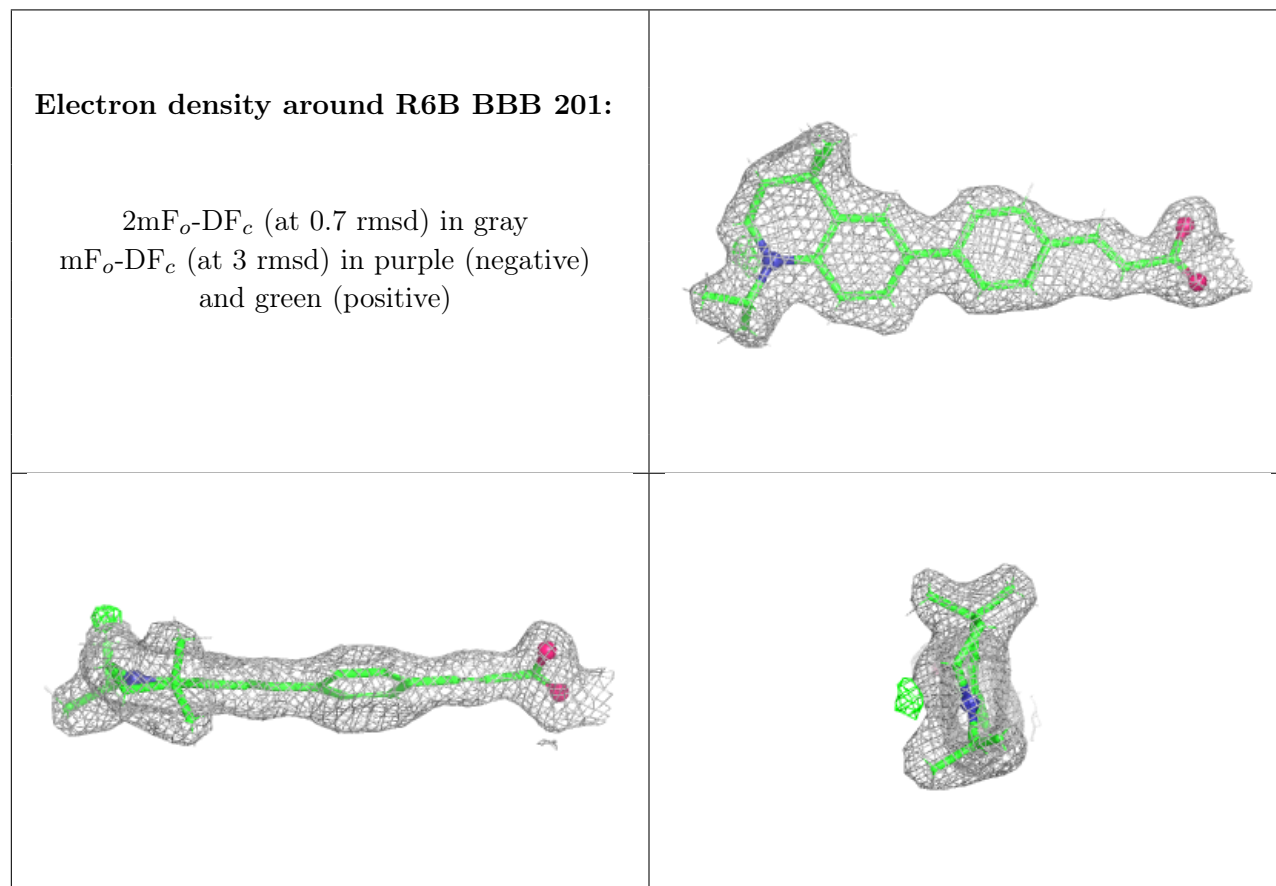 Electron density around R6B BBB 201:
2mFo-DFc (at 0.7 rmsd) in gray
mFo-DFc (at 3 rmsd) in purple (negative)
and green (positive)